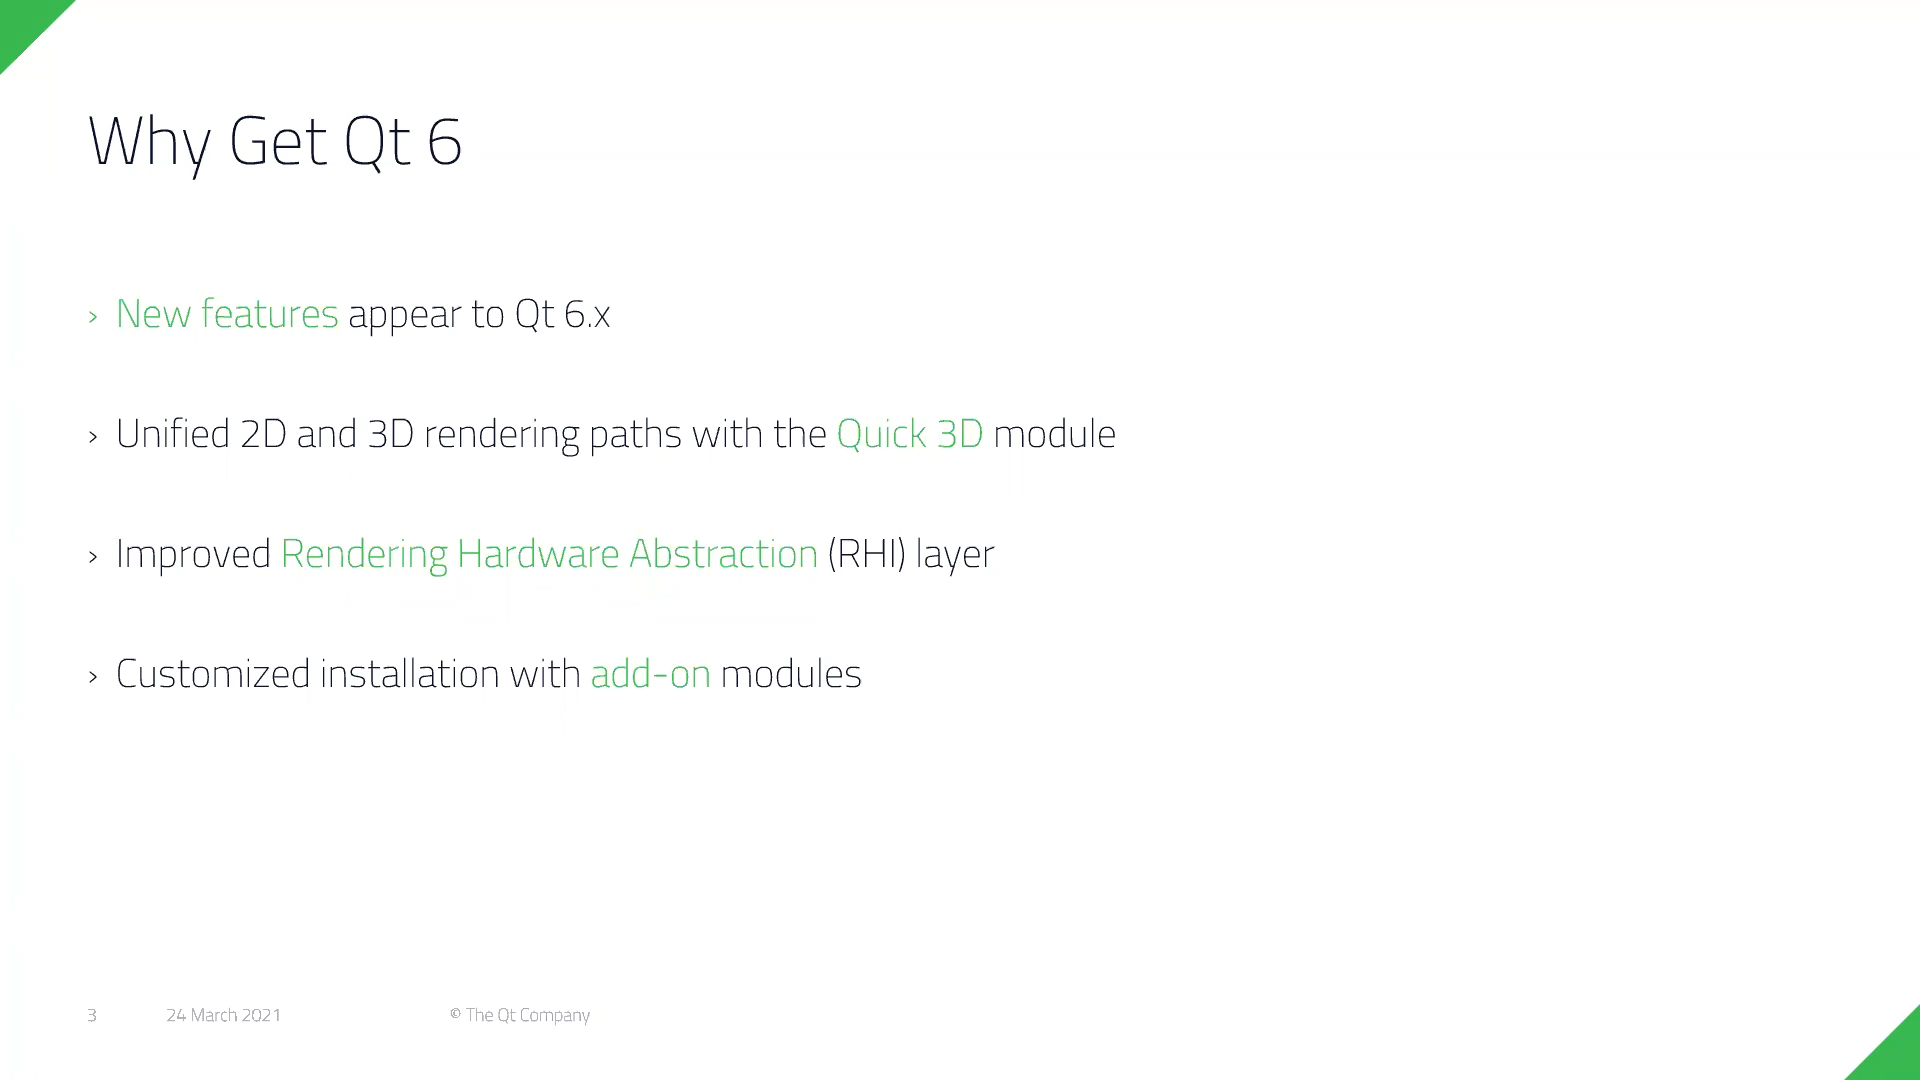 Why Get Qt 6
› New features appear to Qt 6.x
› Unified 2D and 3D rendering paths with the Quick 3D module
› Improved Rendering Hardware Abstraction (RHI) layer
› Customized installation with add-on modules
3 24 March 2021 © The Qt Company